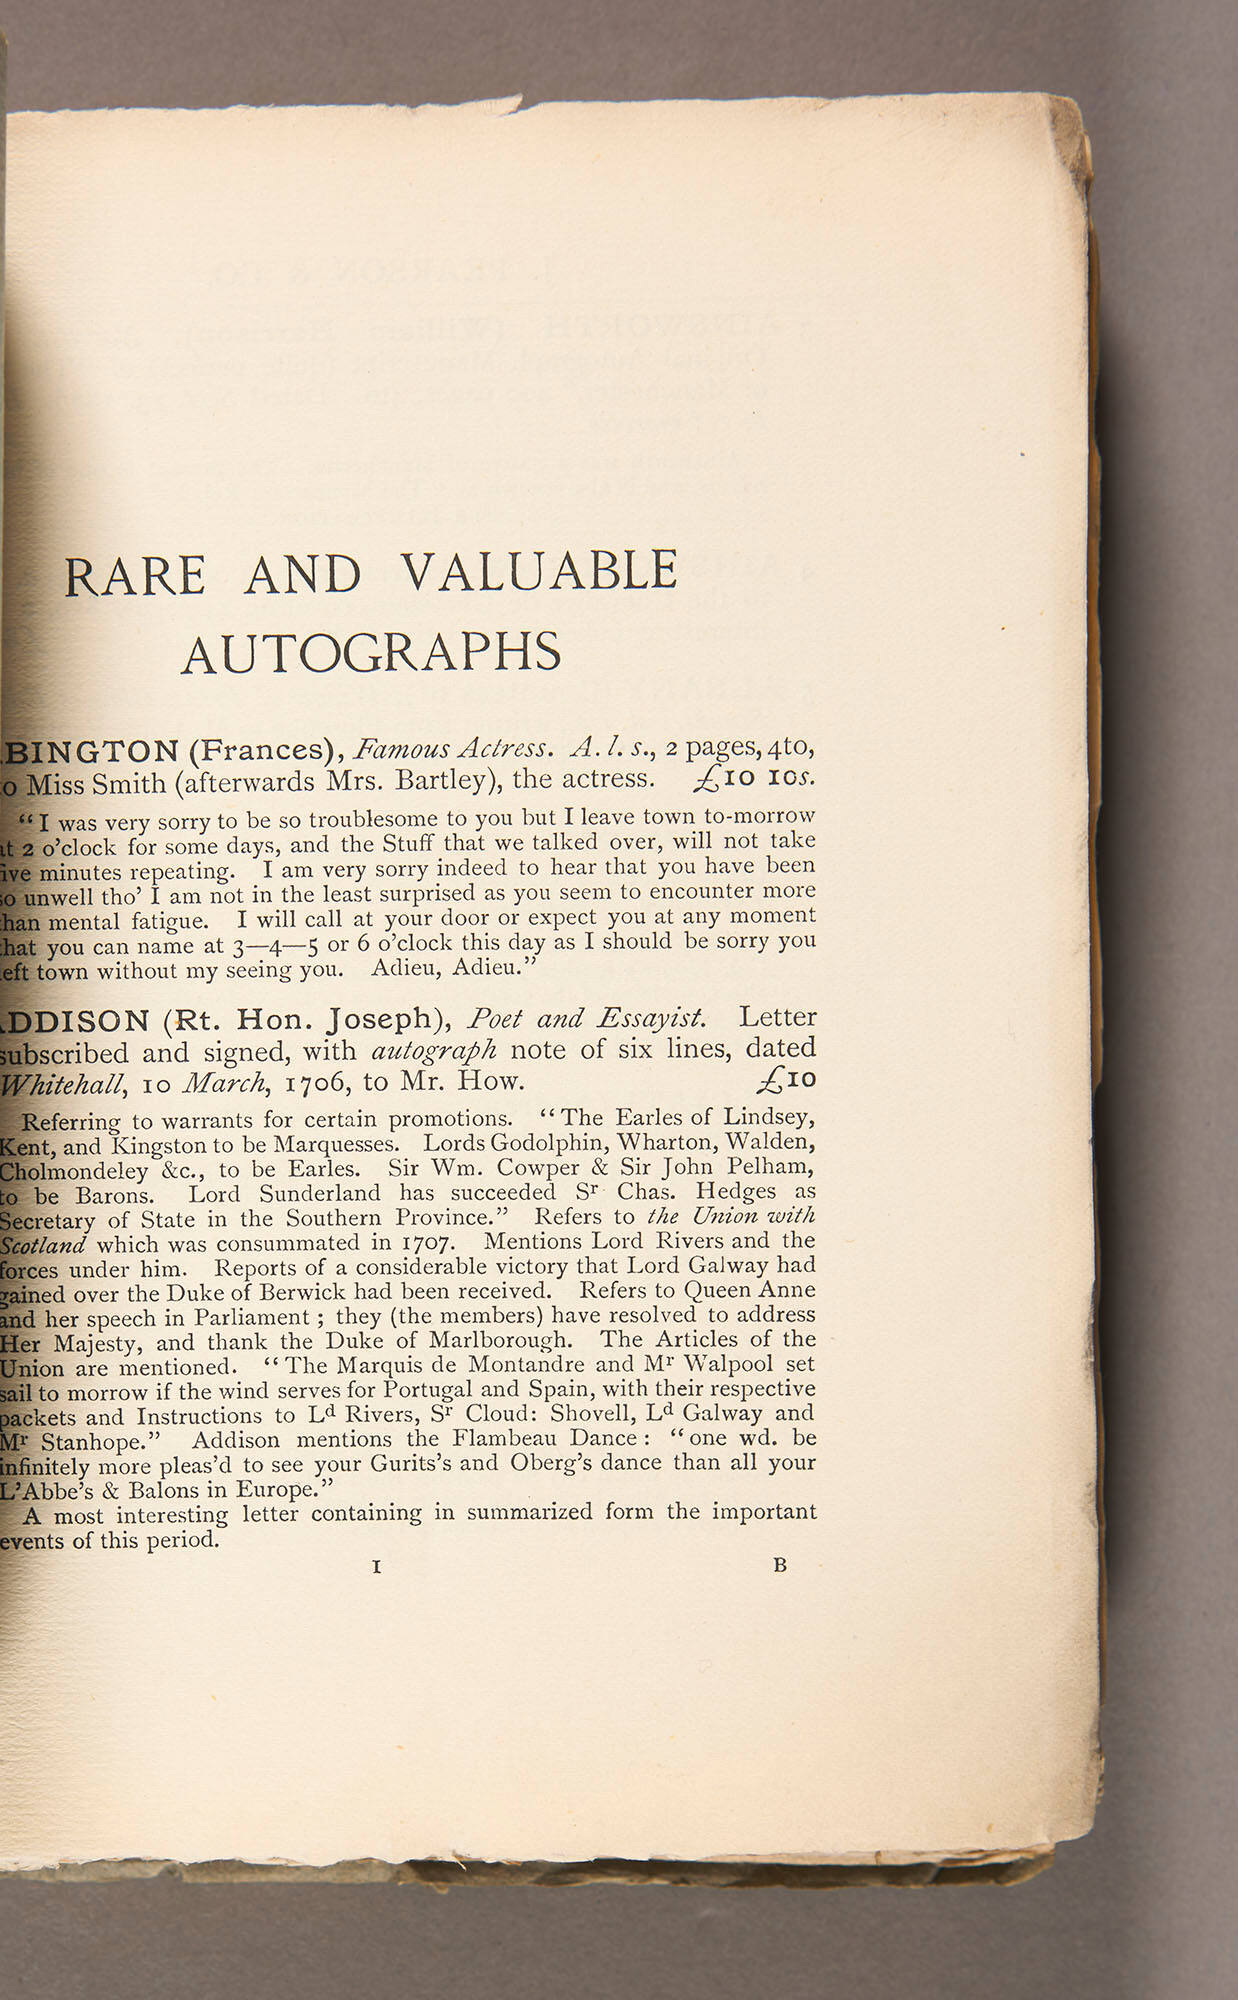 RARE AND VALUABLE
AUTOGRAPHS
BINGTON (Frances), Famous Actress. A. l. s., 2 pages, 4to,
o Miss Smith (afterwards Mrs. Bartley), the actress. £10 10s.
“I was very sorry to be so troublesome to you but I leave town to-morrow
at 2 o’clock for some days, and the Stuff that we talked over, will not take
five minutes repeating. I am very sorry indeed to hear that you have been
so unwell tho’ I am not in the least surprised as you seem to encounter more
than mental fatigue. I will call at your door or expect you at any moment
that you can name at 3—4—5 or 6 o’clock this day as I should be sorry you
left town without my seeing you. Adieu, Adieu.”
ADDISON (Rt. Hon. Joseph), Poet and Essayist. Letter
subscribed and signed, with autograph note of six lines, dated
Whitehall, 10 March, 1706, to Mr. How. £10
Referring to warrants for certain promotions. “The Earles of Lindsey,
Kent, and Kingston to be Marquesses. Lords Godolphin, Wharton, Walden,
Cholmondeley &c., to be Earles. Sir Wm. Cowper & Sir John Pelham,
to be Barons. Lord Sunderland has succeeded Sr Chas. Hedges as
Secretary of State in the Southern Province.” Refers to the Union with
Scotland which was consummated in 1707. Mentions Lord Rivers and the
forces under him. Reports of a considerable victory that Lord Galway had
gained over the Duke of Berwick had been received. Refers to Queen Anne
and her speech in Parliament; they (the members) have resolved to address
Her Majesty, and thank the Duke of Marlborough. The Articles of the
Union are mentioned. “The Marquis de Montandre and Mr Walpool set
sail to morrow if the wind serves for Portugal and Spain, with their respective
packets and Instructions to Ld Rivers, Sr Cloud: Shovell, Ld Galway and
Mr Stanhope.” Addison mentions the Flambeau Dance: “one wd. be
infinitely more pleas’d to see your Gurits’s and Oberg’s dance than all your
L’Abbe’s & Balons in Europe.”
A most interesting letter containing in summarized form the important
events of this period.
1 B